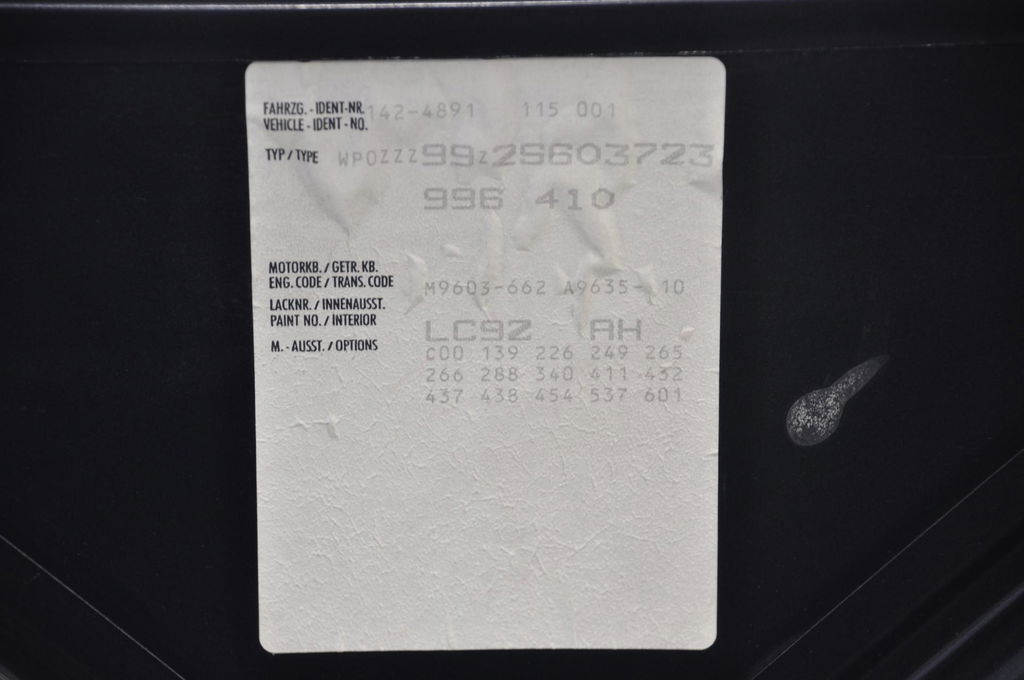 FAHRZG. - IDENT-NR. 142-4891 115 001
VEHICLE - IDENT - NO.
TYP / TYPE WP0ZZZ99Z2S603723
996 410
MOTORKB. / GETR. KB.
ENG. CODE / TRANS. CODE M9603-662 A9635- 10
LACKNR. / INNENAUSST.
PAINT NO. / INTERIOR LC9Z AH
M. - AUSST. / OPTIONS C00 139 226 249 265
266 288 340 411 432
437 438 454 537 601